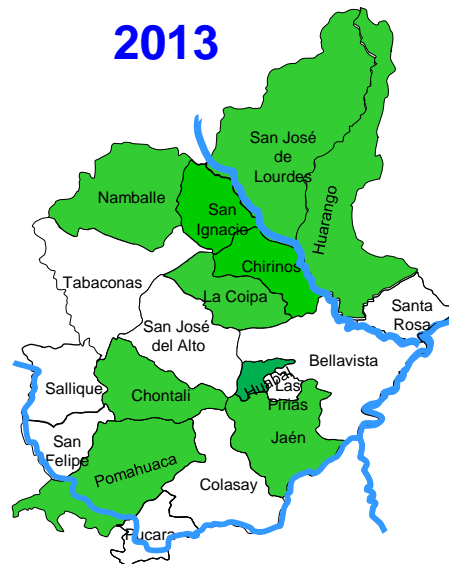 2013
San José
de
Lourdes
Namballe
San
Ignacio
Huarango
Chirinos
Tabaconas
La Coipa
Santa
Rosa
San José
del Alto
Bellavista
Huabal
Las
Pirias
Sallique
Chontali
Jaén
San
Felipe
Pomahuaca
Colasay
Pucara